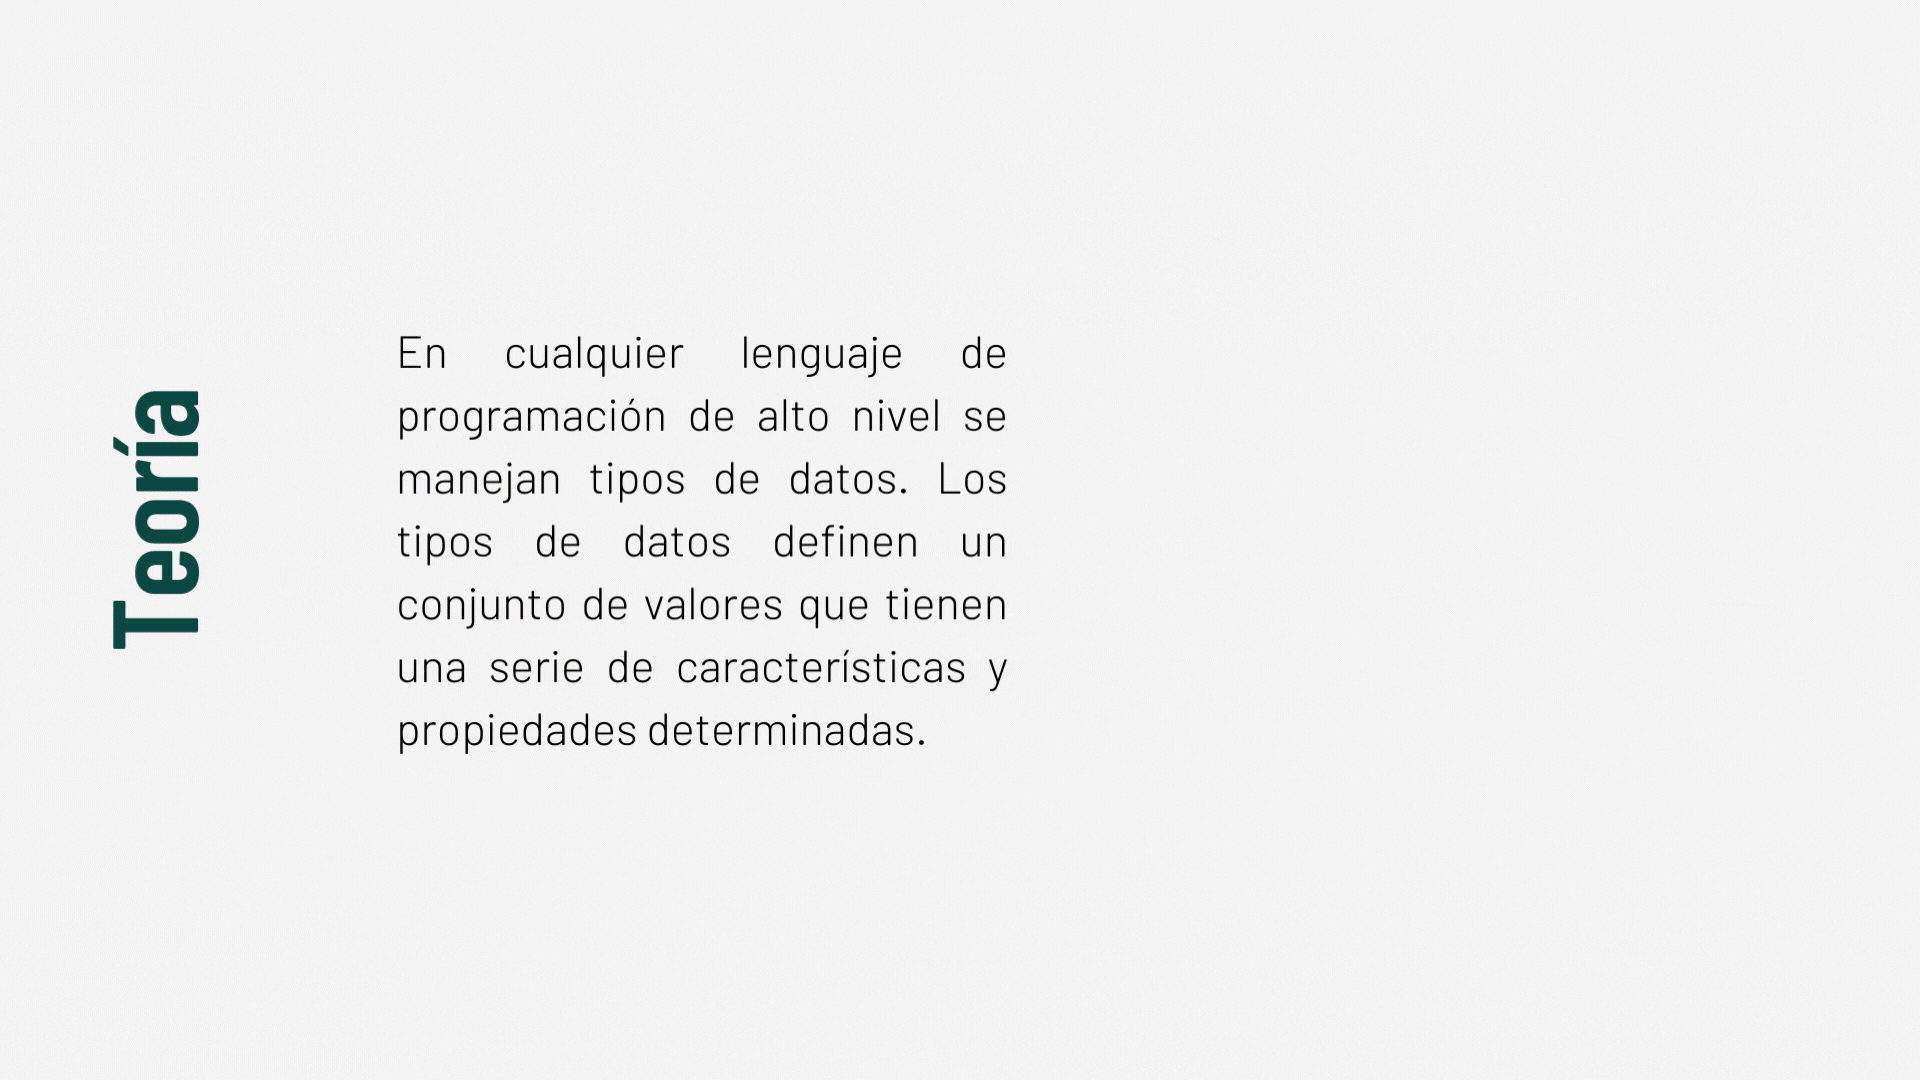 Teoría
En cualquier lenguaje de
programación de alto nivel se
manejan tipos de datos. Los
tipos de datos definen un
conjunto de valores que tienen
una serie de características y
propiedades determinadas.